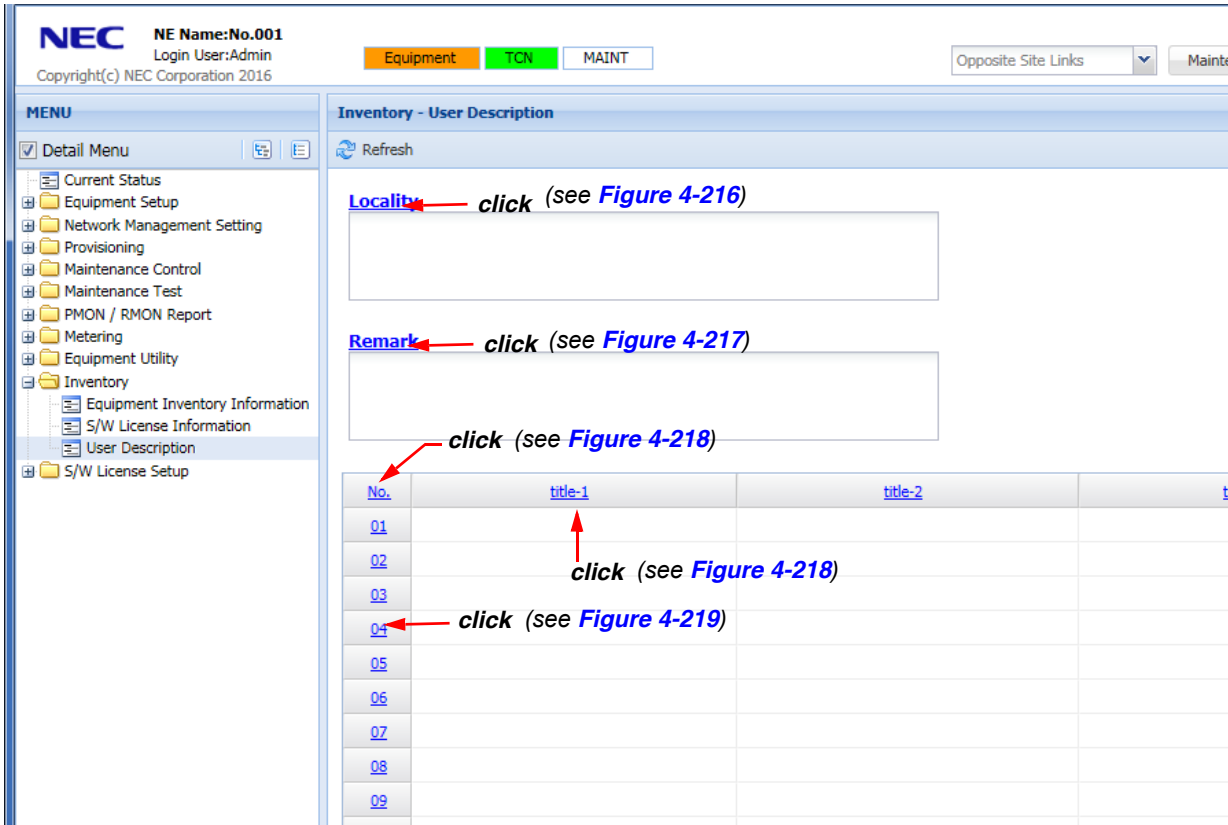 NEC
NE Name:No.001
Login User:Admin
Copyright(c) NEC Corporation 2016
Equipment
TCN
MAINT
Opposite Site Links
Mainte
MENU
Detail Menu
Current Status
Equipment Setup
Network Management Setting
Provisioning
Maintenance Control
Maintenance Test
PMON / RMON Report
Metering
Equipment Utility
Inventory
Equipment Inventory Information
S/W License Information
User Description
S/W License Setup
Inventory - User Description
Refresh
Locality click (see Figure 4-216)
Remark click (see Figure 4-217)
click (see Figure 4-218)
No. title-1 title-2 t
01
click (see Figure 4-218)
02
03
04 click (see Figure 4-219)
05
06
07
08
09